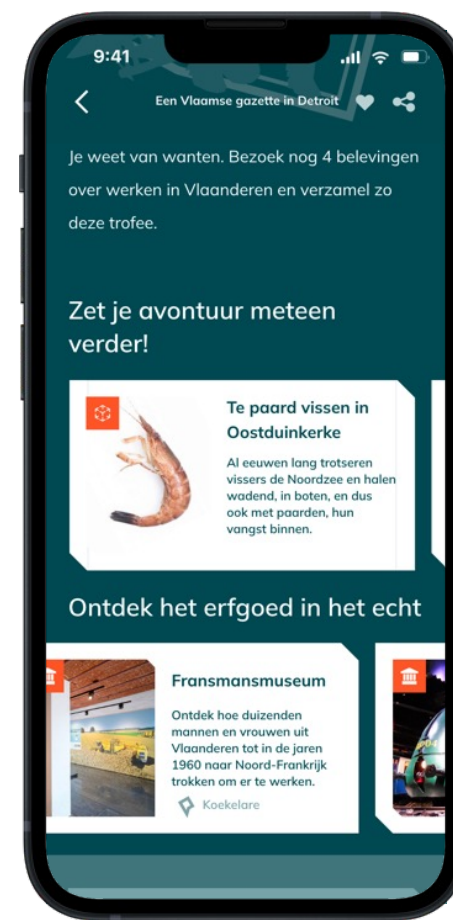 9:41
Een Vlaamse gazette in Detroit
Je weet van wanten. Bezoek nog 4 belevingen
over werken in Vlaanderen en verzamel zo
deze trofee.
Zet je avontuur meteen
verder!
Te paard vissen in
Oostduinkerke
Al eeuwen lang trotseren
vissers de Noordzee en halen
wadend, in boten, en dus
ook met paarden, hun
vangst binnen.
Ontdek het erfgoed in het echt
Fransmansmuseum
Ontdek hoe duizenden
mannen en vrouwen uit
Vlaanderen tot in de jaren
1960 naar Noord-Frankrijk
trokken om er te werken.
Koekelare